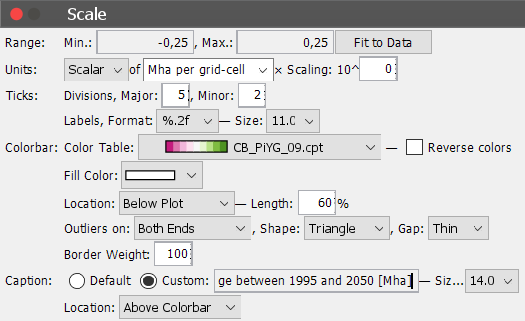 Scale
Range: Min.: -0,25 , Max.: 0,25 Fit to Data
Units: Scalar of Mha per grid-cell × Scaling: 10^ 0
Ticks: Divisions, Major: 5 , Minor: 2
Labels, Format: %.2f — Size: 11.0
Colorbar: Color Table: CB_PiYG_09.cpt — Reverse colors
Fill Color:
Location: Below Plot — Length: 60 %
Outliers on: Both Ends , Shape: Triangle , Gap: Thin
Border Weight: 100
Caption: Default Custom: ge between 1995 and 2050 [Mha] — Siz... 14.0
Location: Above Colorbar